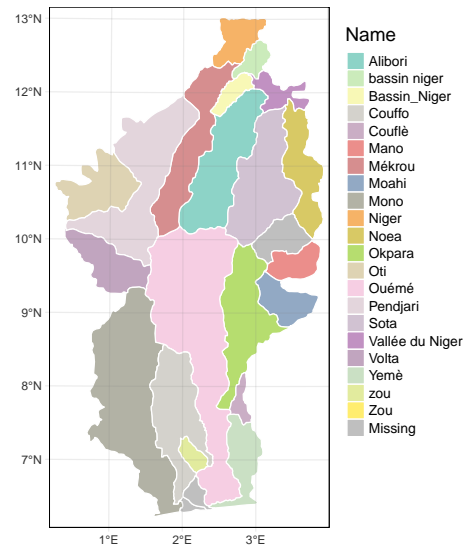 13°N
12°N
11°N
10°N
9°N
8°N
7°N
1°E
2°E
3°E
Name
Alibori
bassin niger
Bassin_Niger
Couffo
Couflè
Mano
Mékrou
Moahi
Mono
Niger
Noea
Okpara
Oti
Ouémé
Pendjari
Sota
Vallée du Niger
Volta
Yemè
zou
Zou
Missing